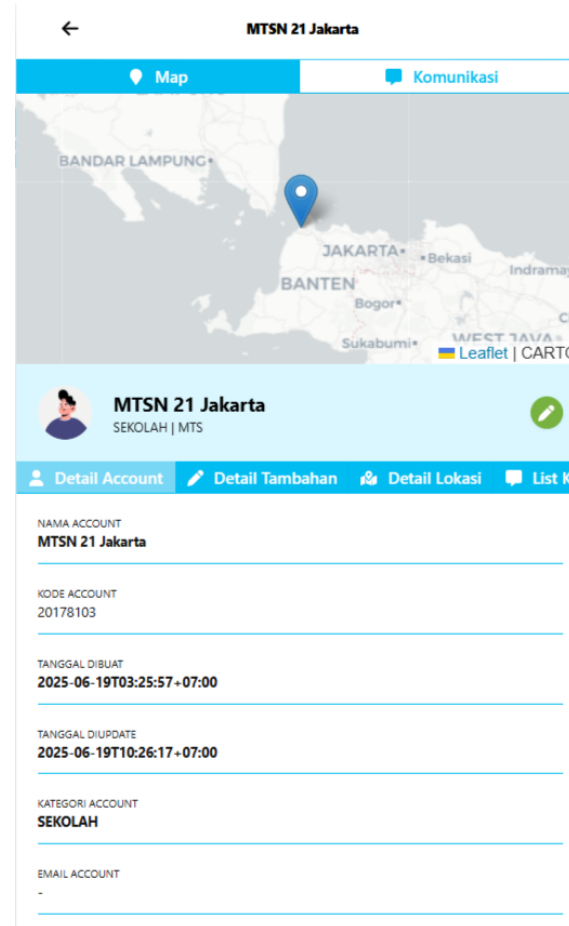 MTSN 21 Jakarta
Map
Komunikasi
BANDAR LAMPUNG
JAKARTA
Bekasi
BANTEN
Bogor
Sukabumi
WEST JAVA
Leaflet |
MTSN 21 Jakarta
SEKOLAH | MTS
Detail Account
Detail Tambahan
Detail Lokasi
List
NAMA ACCOUNT
MTSN 21 Jakarta
KODE ACCOUNT
20178103
TANGGAL DIBUAT
2025-06-19T03:25:57+07:00
TANGGAL DIUPDATE
2025-06-19T10:26:17+07:00
KATEGORI ACCOUNT
SEKOLAH
EMAIL ACCOUNT
-